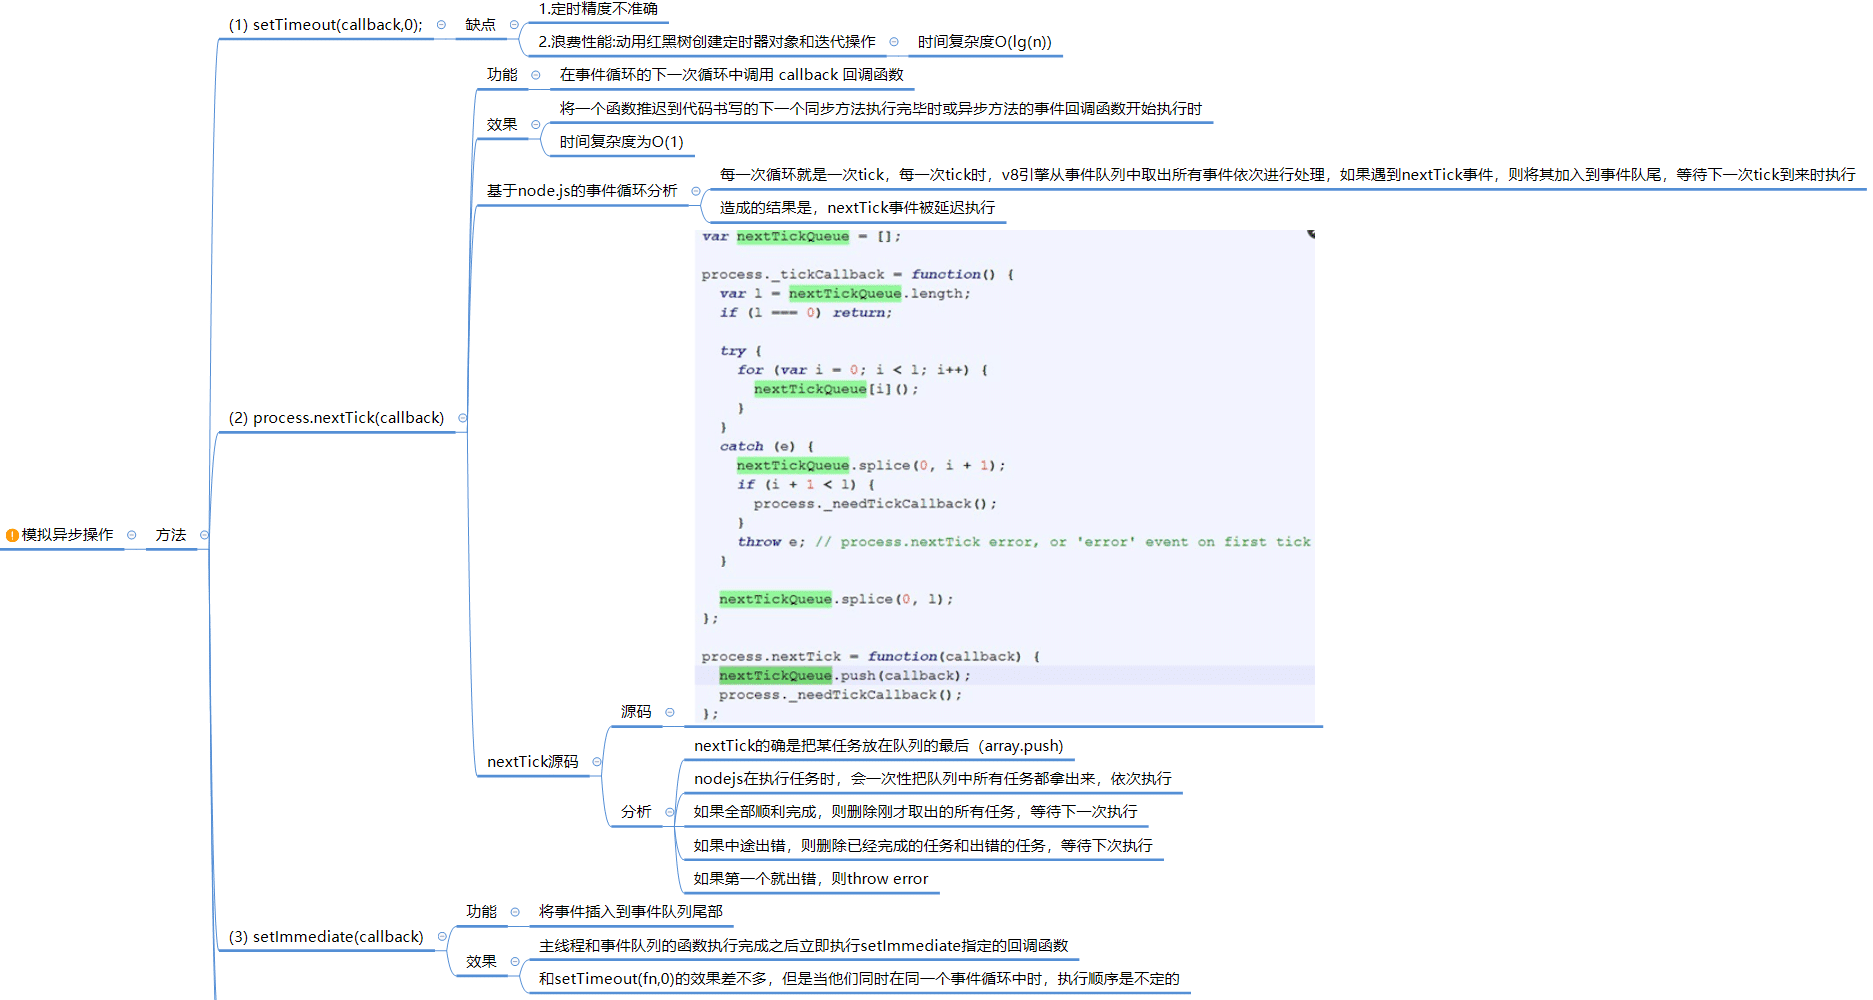 (1) setTimeout(callback,0);
缺点
1.定时精度不准确
2.浪费性能:动用红黑树创建定时器对象和迭代操作
时间复杂度O(lg(n))
功能
在事件循环的下一次循环中调用 callback 回调函数
效果
将一个函数推迟到代码书写的下一个同步方法执行完毕时或异步方法的事件回调函数开始执行时
时间复杂度为O(1)
基于node.js的事件循环分析
每一次循环就是一次tick，每一次tick时，v8引擎从事件队列中取出所有事件依次进行处理，如果遇到nextTick事件，则将其加入到事件队尾，等待下一次tick到来时执行
造成的结果是，nextTick事件被延迟执行
var nextTickQueue = [];
process._tickCallback = function() {
var l = nextTickQueue.length;
if (l === 0) return;
try {
for (var i = 0; i < l; i++) {
nextTickQueue[i]();
}
}
catch (e) {
nextTickQueue.splice(0, i + 1);
if (i + 1 < l) {
process._needTickCallback();
}
throw e; // process.nextTick error, or 'error' event on first tick
}
nextTickQueue.splice(0, l);
};
process.nextTick = function(callback) {
nextTickQueue.push(callback);
process._needTickCallback();
};
(2) process.nextTick(callback)
模拟异步操作
方法
源码
nextTick源码
nextTick的确是把某任务放在队列的最后（array.push)
nodejs在执行任务时，会一次性把队列中所有任务都拿出来，依次执行
分析
如果全部顺利完成，则删除刚才取出的所有任务，等待下一次执行
如果中途出错，则删除已经完成的任务和出错的任务，等待下次执行
如果第一个就出错，则throw error
(3) setImmediate(callback)
功能
将事件插入到事件队列尾部
效果
主线程和事件队列的函数执行完成之后立即执行setImmediate指定的回调函数
和setTimeout(fn,0)的效果差不多，但是当他们同时在同一个事件循环中时，执行顺序是不定的